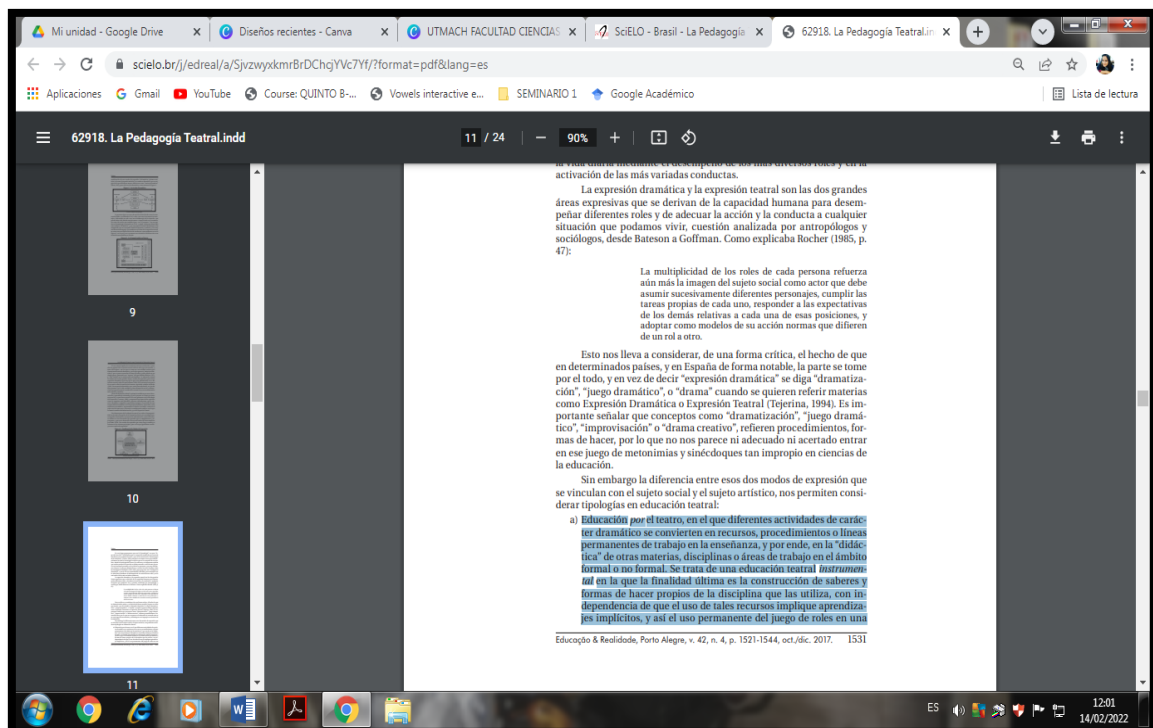 Mi unidad - Google Drive
Diseños recientes - Canva
UTMACH FACULTAD CIENCIAS
SciELO - Brasil - La Pedagogía
62918. La Pedagogía Teatral.in
scielo.br/j/edreal/a/SjvzwyxkmrBrDChcjYVc7Yf/?format=pdf&lang=es
Aplicaciones
Gmail
YouTube
Course: QUINTO B-...
Vowels interactive e...
SEMINARIO 1
Google Académico
Lista de lectura
62918. La Pedagogía Teatral.indd
11 / 24
90%
9
10
11
la vida diaria mediante el desempeño de los más diversos roles y en la
activación de las más variadas conductas.
La expresión dramática y la expresión teatral son las dos grandes
áreas expresivas que se derivan de la capacidad humana para desem-
peñar diferentes roles y de adecuar la acción y la conducta a cualquier
situación que podamos vivir, cuestión analizada por antropólogos y
sociólogos, desde Bateson a Goffman. Como explicaba Rocher (1985, p.
47):
La multiplicidad de los roles de cada persona refuerza
aún más la imagen del sujeto social como actor que debe
asumir sucesivamente diferentes personajes, cumplir las
tareas propias de cada uno, responder a las expectativas
de los demás relativas a cada una de esas posiciones, y
adoptar como modelos de su acción normas que difieren
de un rol a otro.
Esto nos lleva a considerar, de una forma crítica, el hecho de que
en determinados países, y en España de forma notable, la parte se tome
por el todo, y en vez de decir “expresión dramática” se diga “dramatiza-
ción”, “juego dramático”, o “drama” cuando se quieren referir materias
como Expresión Dramática o Expresión Teatral (Tejerina, 1994). Es im-
portante señalar que conceptos como “dramatización”, “juego dramá-
tico”, “improvisación” o “drama creativo”, refieren procedimientos, for-
mas de hacer, por lo que no nos parece ni adecuado ni acertado entrar
en ese juego de metonimias y sinécdoques tan impropio en ciencias de
la educación.
Sin embargo la diferencia entre esos dos modos de expresión que
se vinculan con el sujeto social y el sujeto artístico, nos permiten consi-
derar tipologías en educación teatral:
a) Educación por el teatro, en el que diferentes actividades de carác-
ter dramático se convierten en recursos, procedimientos o líneas
permanentes de trabajo en la enseñanza, y por ende, en la “didác-
tica” de otras materias, disciplinas o áreas de trabajo en el ámbito
formal o no formal. Se trata de una educación teatral instrumen-
tal en la que la finalidad última es la construcción de saberes y
formas de hacer propios de la disciplina que las utiliza, con in-
dependencia de que el uso de tales recursos implique aprendiza-
jes implícitos, y así el uso permanente del juego de roles en una
Educação & Realidade, Porto Alegre, v. 42, n. 4, p. 1521-1544, oct./dic. 2017. 1531
ES
12:01
14/02/2022